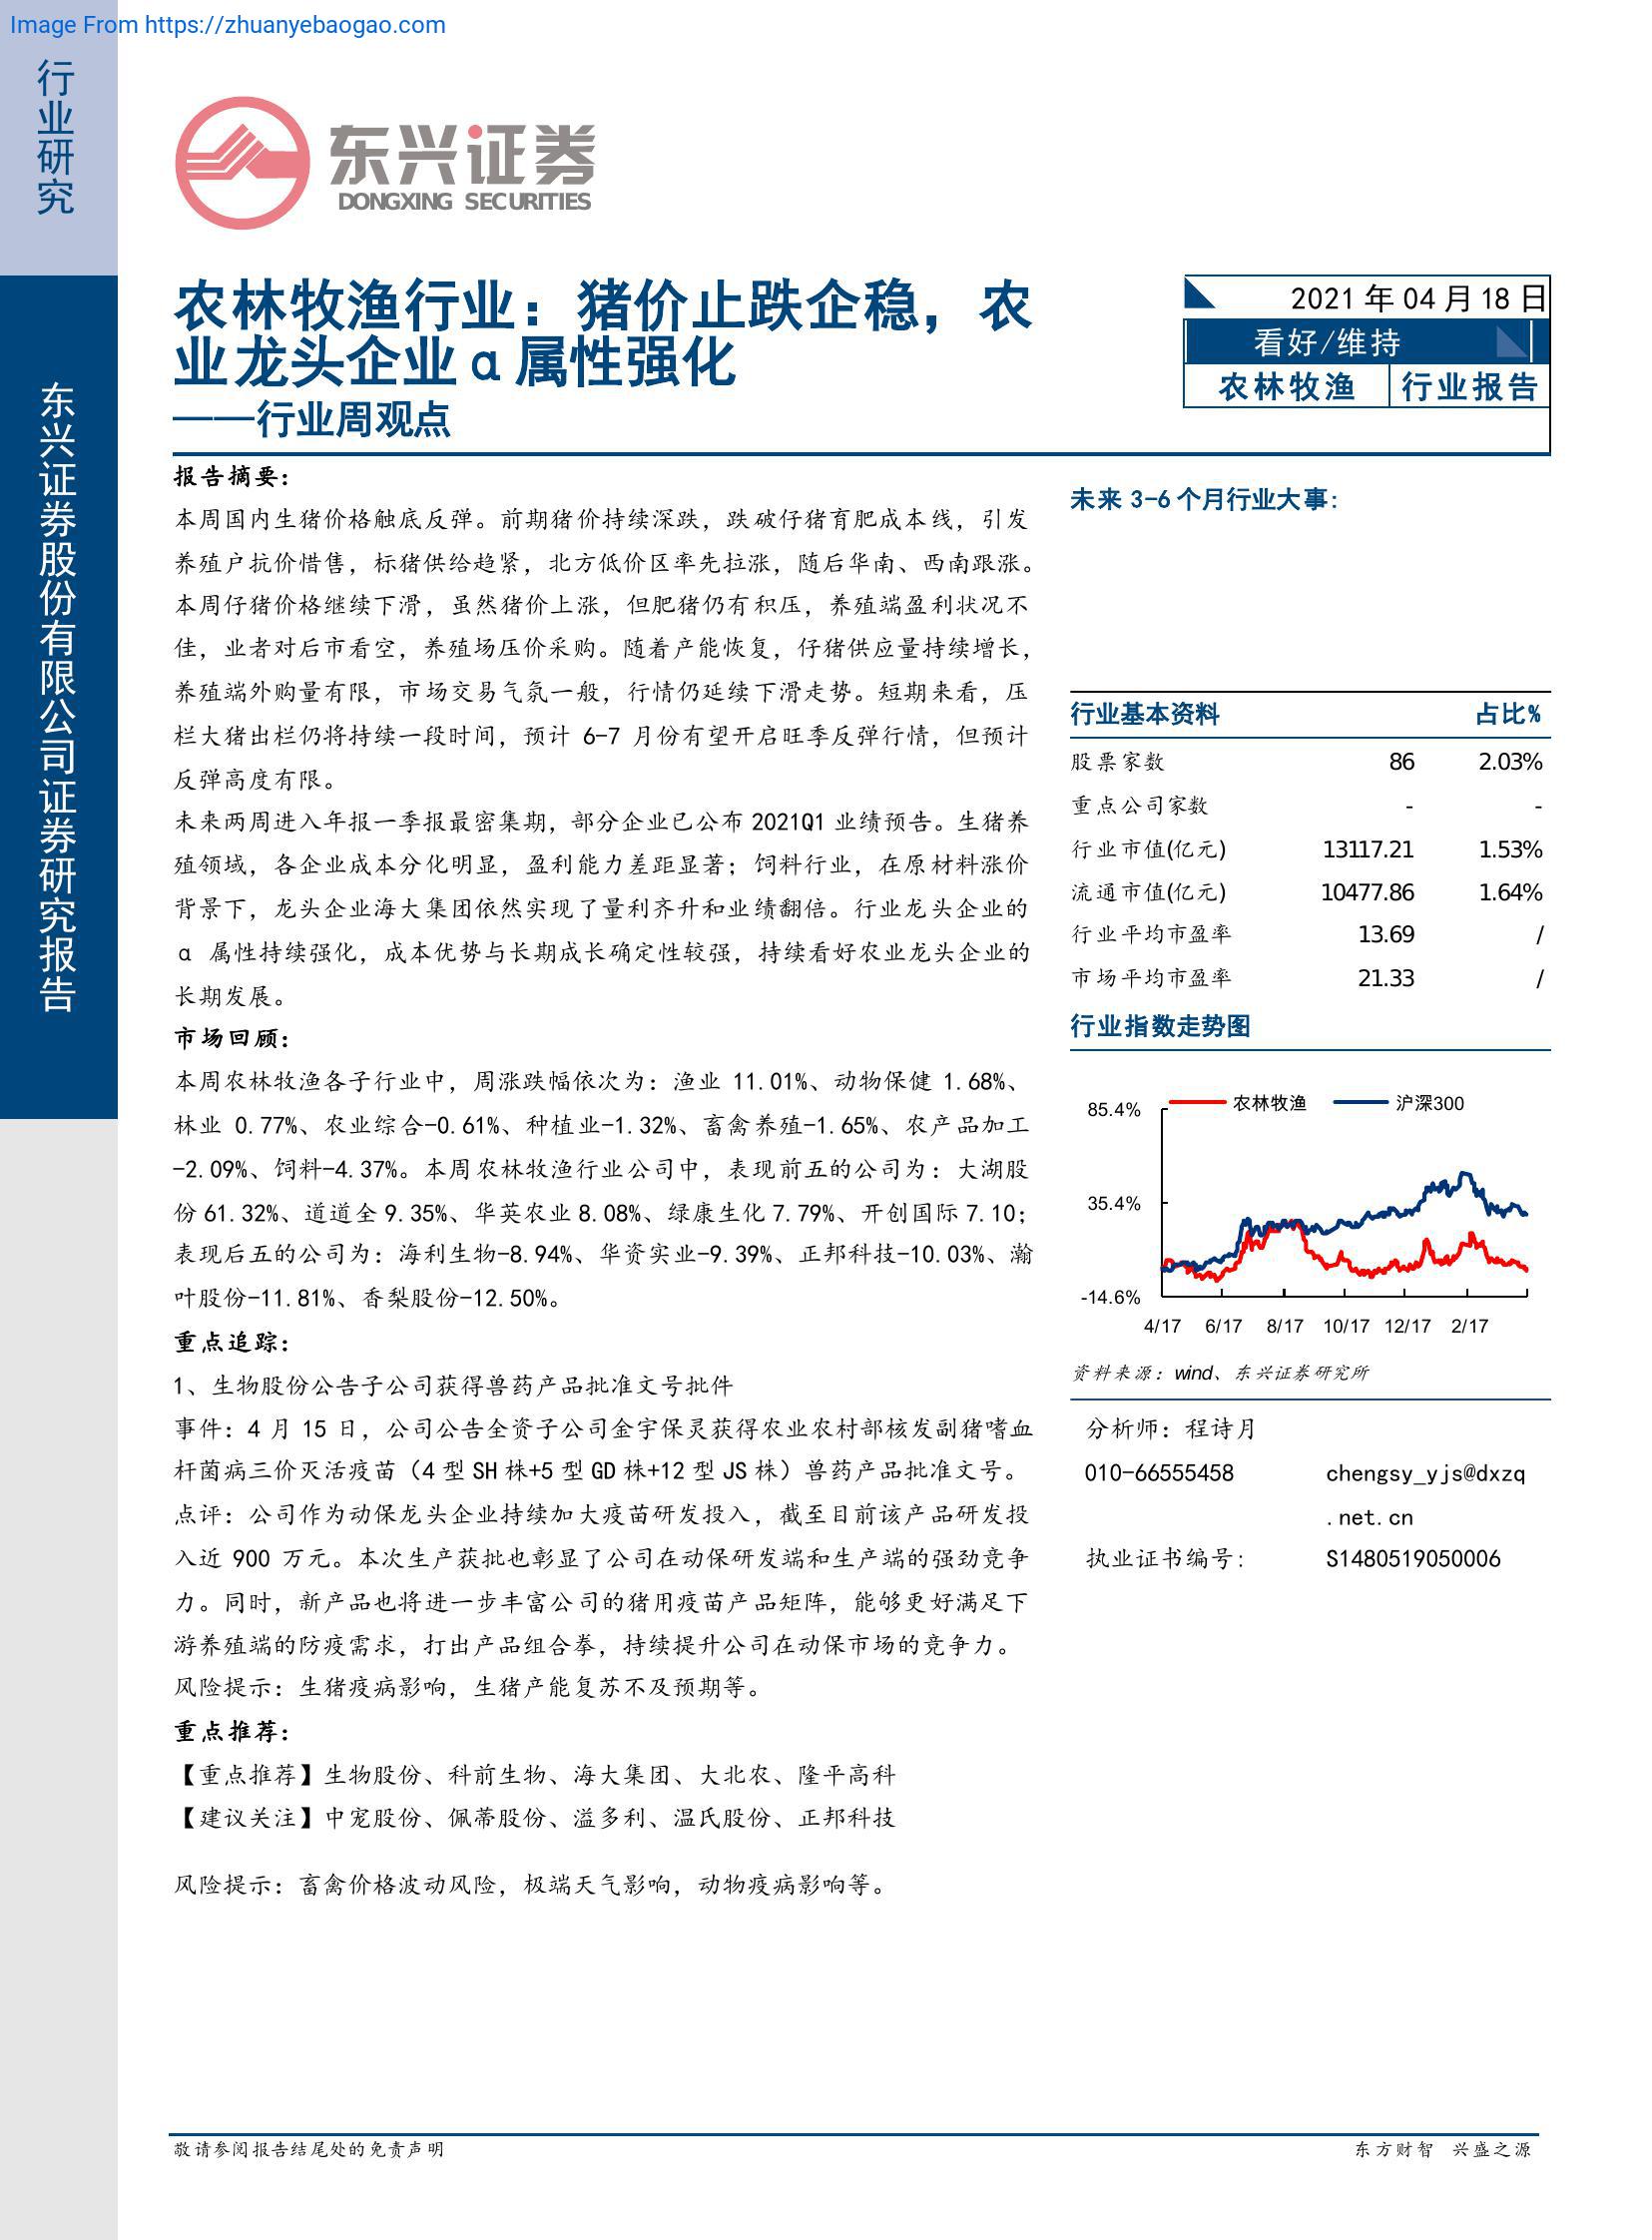 Image From https://zhuanyebaogao.com
行业研究
东兴证券股份有限公司证券研究报告
东兴证券
DONGXING SECURITIES
农林牧渔行业：猪价止跌企稳，农
业龙头企业α属性强化
——行业周观点
2021 年 04 月 18 日
看好/维持
农林牧渔 行业报告
报告摘要：
本周国内生猪价格触底反弹。前期猪价持续深跌，跌破仔猪育肥成本线，引发
养殖户抗价惜售，标猪供给趋紧，北方低价区率先拉涨，随后华南、西南跟涨。
本周仔猪价格继续下滑，虽然猪价上涨，但肥猪仍有积压，养殖端盈利状况不
佳，业者对后市看空，养殖场压价采购。随着产能恢复，仔猪供应量持续增长，
养殖端外购量有限，市场交易气氛一般，行情仍延续下滑走势。短期来看，压
栏大猪出栏仍将持续一段时间，预计 6-7 月份有望开启旺季反弹行情，但预计
反弹高度有限。
未来两周进入年报一季报最密集期，部分企业已公布 2021Q1 业绩预告。生猪养
殖领域，各企业成本分化明显，盈利能力差距显著；饲料行业，在原材料涨价
背景下，龙头企业海大集团依然实现了量利齐升和业绩翻倍。行业龙头企业的
α 属性持续强化，成本优势与长期成长确定性较强，持续看好农业龙头企业的
长期发展。
市场回顾：
本周农林牧渔各子行业中，周涨跌幅依次为：渔业 11.01%、动物保健 1.68%、
林业 0.77%、农业综合-0.61%、种植业-1.32%、畜禽养殖-1.65%、农产品加工
-2.09%、饲料-4.37%。本周农林牧渔行业公司中，表现前五的公司为：大湖股
份 61.32%、道道全 9.35%、华英农业 8.08%、绿康生化 7.79%、开创国际 7.10；
表现后五的公司为：海利生物-8.94%、华资实业-9.39%、正邦科技-10.03%、瀚
叶股份-11.81%、香梨股份-12.50%。
重点追踪：
1、生物股份公告子公司获得兽药产品批准文号批件
事件：4 月 15 日，公司公告全资子公司金宇保灵获得农业农村部核发副猪嗜血
杆菌病三价灭活疫苗（4 型 SH 株+5 型 GD 株+12 型 JS 株）兽药产品批准文号。
点评：公司作为动保龙头企业持续加大疫苗研发投入，截至目前该产品研发投
入近 900 万元。本次生产获批也彰显了公司在动保研发端和生产端的强劲竞争
力。同时，新产品也将进一步丰富公司的猪用疫苗产品矩阵，能够更好满足下
游养殖端的防疫需求，打出产品组合拳，持续提升公司在动保市场的竞争力。
风险提示：生猪疫病影响，生猪产能复苏不及预期等。
重点推荐：
【重点推荐】生物股份、科前生物、海大集团、大北农、隆平高科
【建议关注】中宠股份、佩蒂股份、溢多利、温氏股份、正邦科技
风险提示：畜禽价格波动风险，极端天气影响，动物疫病影响等。
未来 3-6 个月行业大事:
行业基本资料 占比%
股票家数 86 2.03%
重点公司家数 - -
行业市值(亿元) 13117.21 1.53%
流通市值(亿元) 10477.86 1.64%
行业平均市盈率 13.69 /
市场平均市盈率 21.33 /
行业指数走势图
农林牧渔 沪深300
85.4%
35.4%
-14.6%
4/17 6/17 8/17 10/17 12/17 2/17
资料来源：wind、东兴证券研究所
分析师：程诗月
010-66555458 chengsy_yjs@dxzq
.net.cn
执业证书编号: S1480519050006
敬请参阅报告结尾处的免责声明
东方财智 兴盛之源